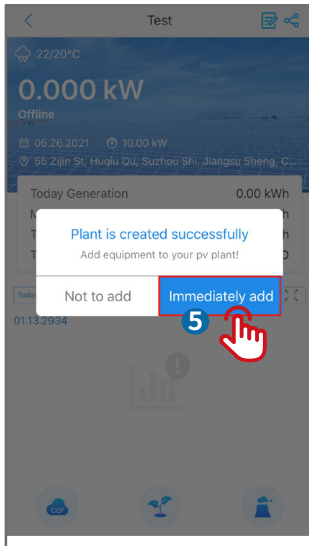 Test
22/20°C
0.000 kW
Offline
05.26.2021 10.00 kW
55 Zijin St, Huqiu Qu, Suzhou Shi, Jiangsu Sheng, C...
Today Generation 0.00 kWh
Plant is created successfully
Add equipment to your pv plant!
Not to add Immediately add
5
01.13.2934
CO²